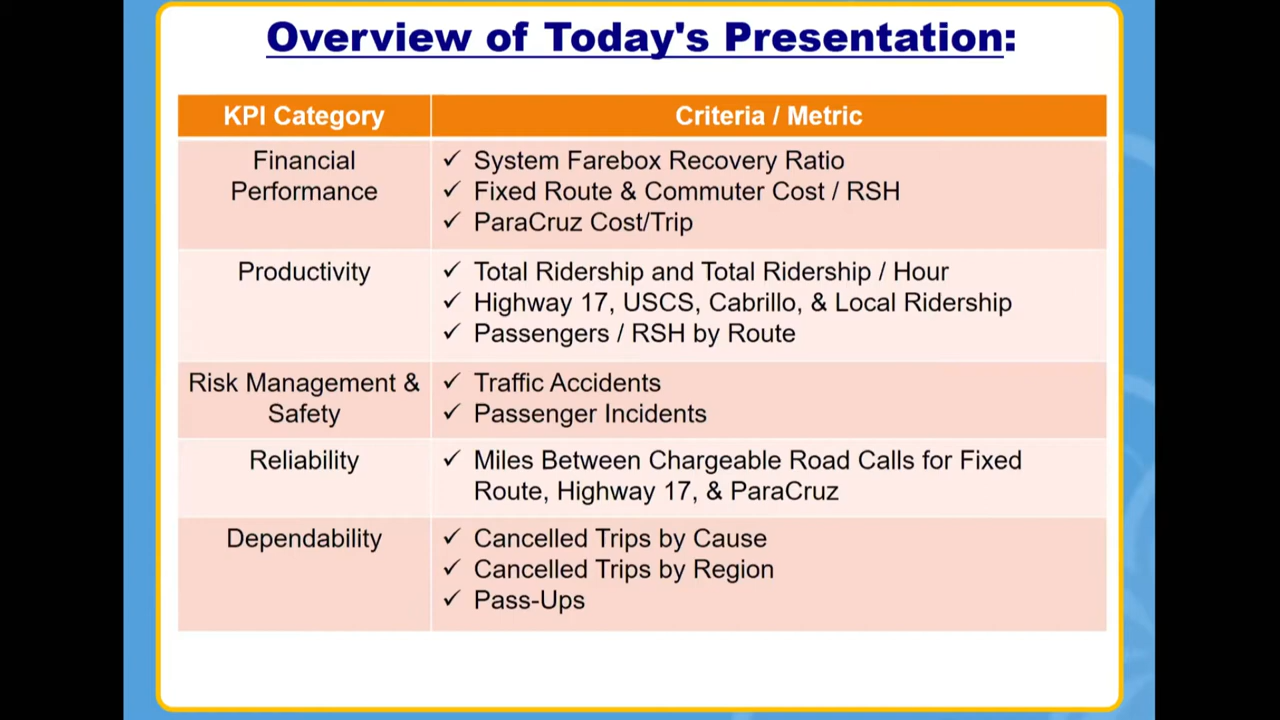 Overview of Today's Presentation:
KPI Category
Criteria / Metric
Financial
Performance
✓ System Farebox Recovery Ratio
✓ Fixed Route & Commuter Cost / RSH
✓ ParaCruz Cost/Trip
Productivity
✓ Total Ridership and Total Ridership / Hour
✓ Highway 17, USCS, Cabrillo, & Local Ridership
✓ Passengers / RSH by Route
Risk Management &
Safety
✓ Traffic Accidents
✓ Passenger Incidents
Reliability
✓ Miles Between Chargeable Road Calls for Fixed
Route, Highway 17, & ParaCruz
Dependability
✓ Cancelled Trips by Cause
✓ Cancelled Trips by Region
✓ Pass-Ups